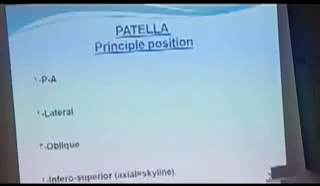 PATELLA
Principle position
١-P-A
٢-Lateral
٣-Oblique
٤-Infero-superior (axial=skyline).